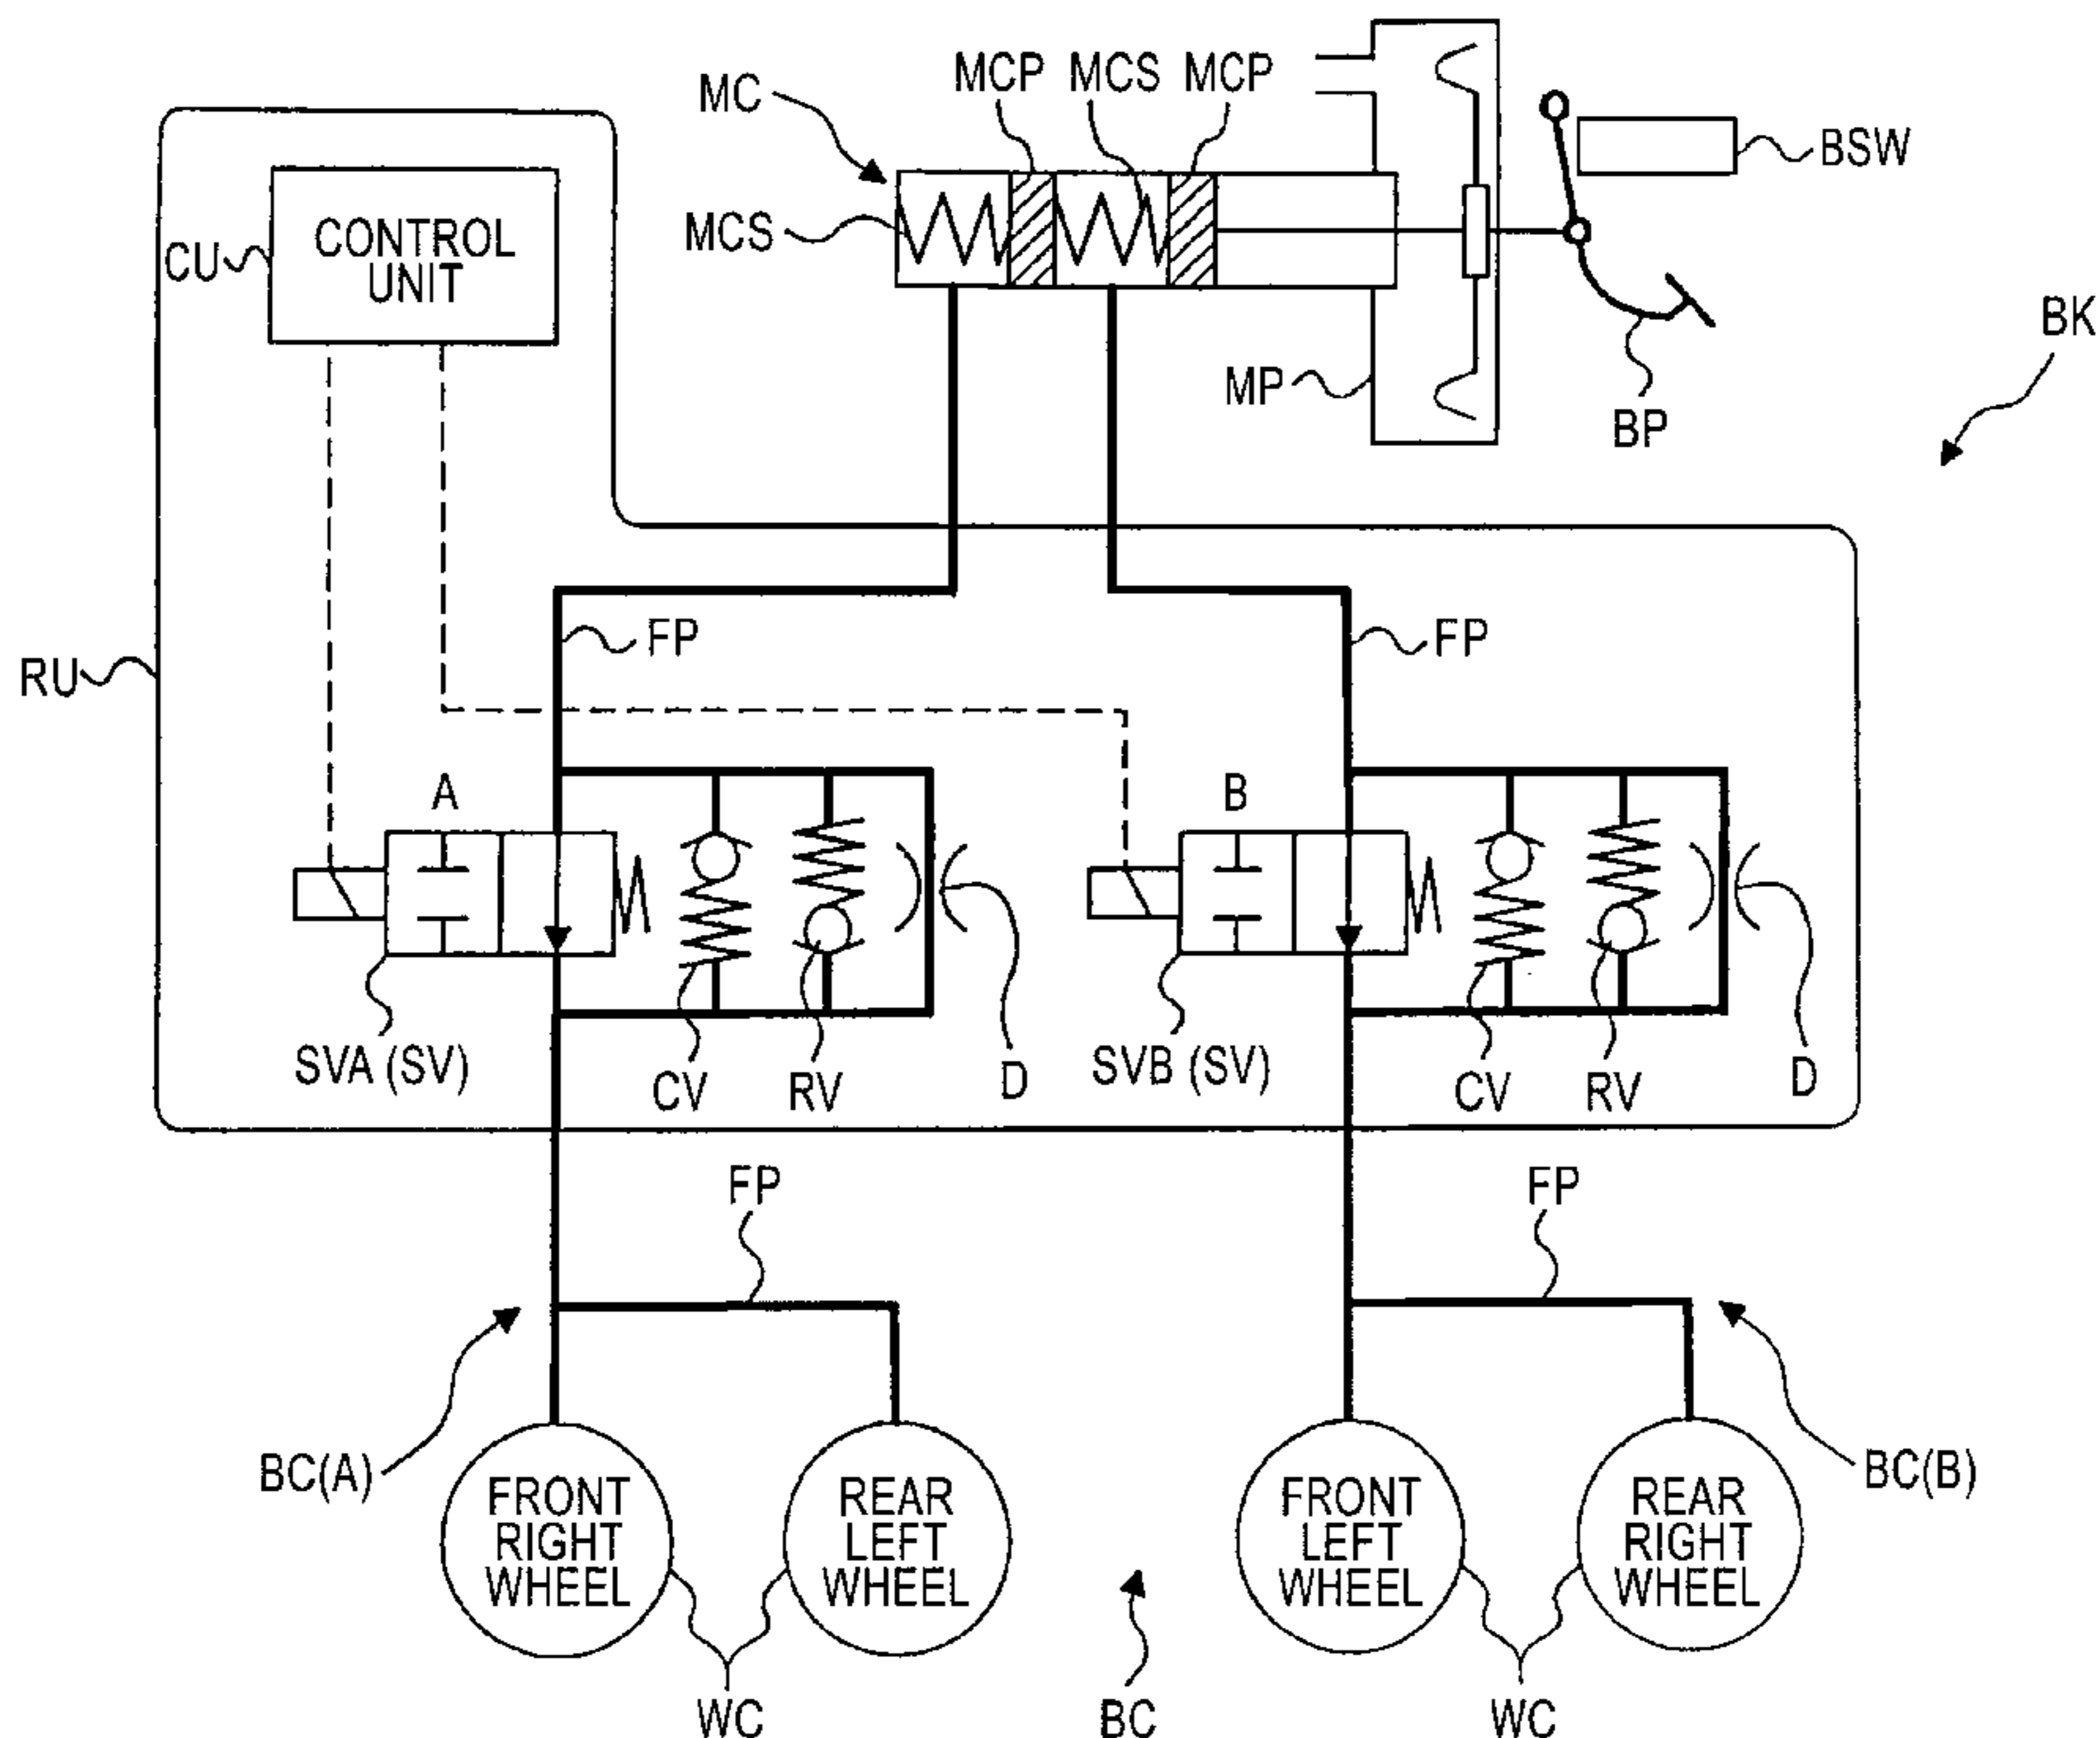 MCP MCS MCP
MC
BSW
MCS
CU
CONTROL
UNIT
BK
MP
BP
FP
FP
RU
A
B
SVA (SV)
CV
RV
D
SVB (SV)
CV
RV
D
FP
FP
BC(A)
BC(B)
FRONT
RIGHT
WHEEL
REAR
LEFT
WHEEL
FRONT
LEFT
WHEEL
REAR
RIGHT
WHEEL
WC
BC
WC